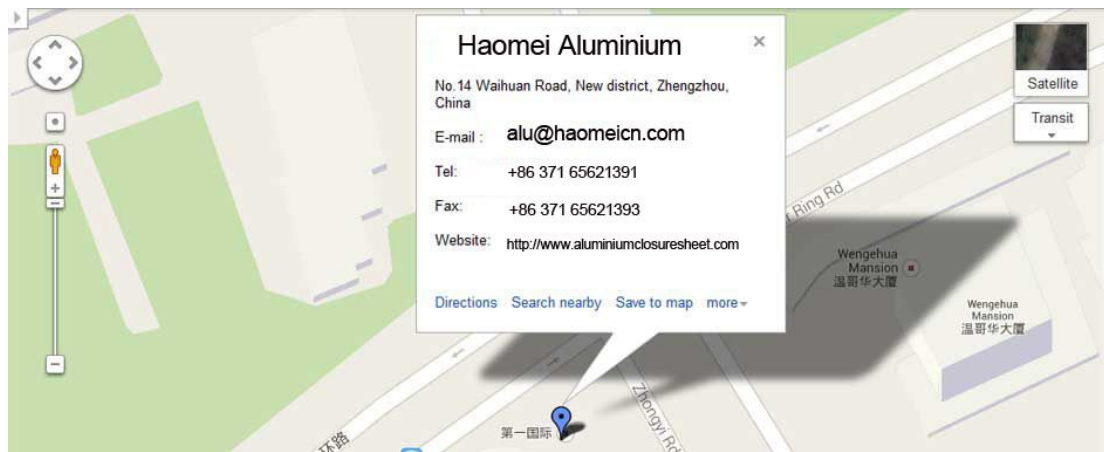 Haomei Aluminium
No.14 Waihuan Road, New district, Zhengzhou,
China
E-mail : alu@haomeicn.com
Tel: +86 371 65621391
Fax: +86 371 65621393
Website: http://www.aluminiumclosuresheet.com
Directions Search nearby Save to map more
Satellite
Transit
Ring Rd
Wengehua
Mansion
温哥华大厦
Wengehua
Mansion
温哥华大厦
Zhongyi Rd
第一国际
环路